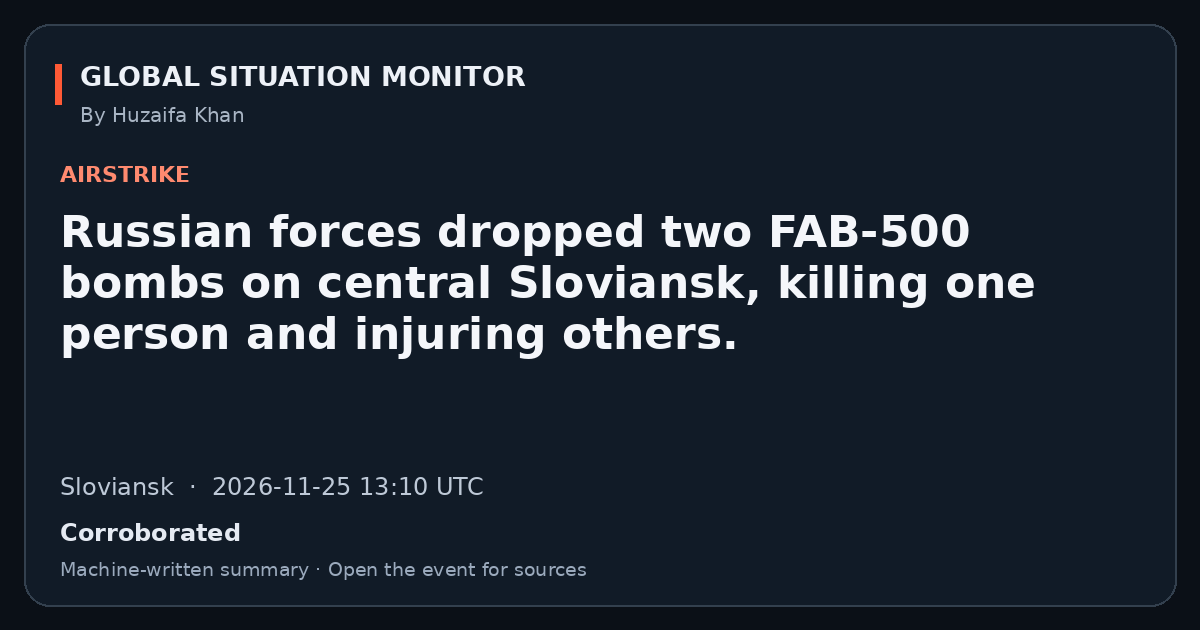 GLOBAL SITUATION MONITOR
By Huzaifa Khan
AIRSTRIKE
Russian forces dropped two FAB-500
bombs on central Sloviansk, killing one
person and injuring others.
Sloviansk · 2026-11-25 13:10 UTC
Corroborated
Machine-written summary · Open the event for sources